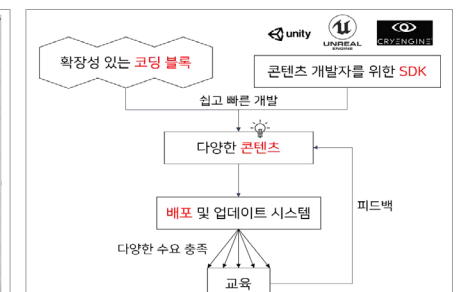 unity
UNREAL
ENGINE
CRYENGINE
확장성 있는 코딩 블록
콘텐츠 개발자를 위한 SDK
쉽고 빠른 개발
다양한 콘텐츠
배포 및 업데이트 시스템
피드백
다양한 수요 충족
교육